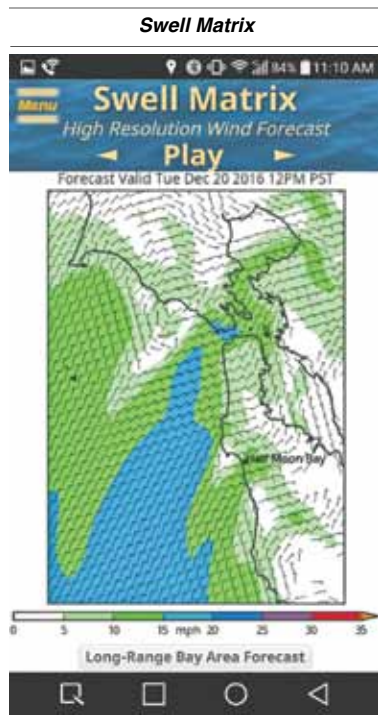 Swell Matrix
84% 11:10 AM
Menu
Swell Matrix
High Resolution Wind Forecast
Play
Forecast Valid Tue Dec 20 2016 12PM PST
Half Moon Bay
0 5 10 15 mph 20 25 30 35
Long-Range Bay Area Forecast